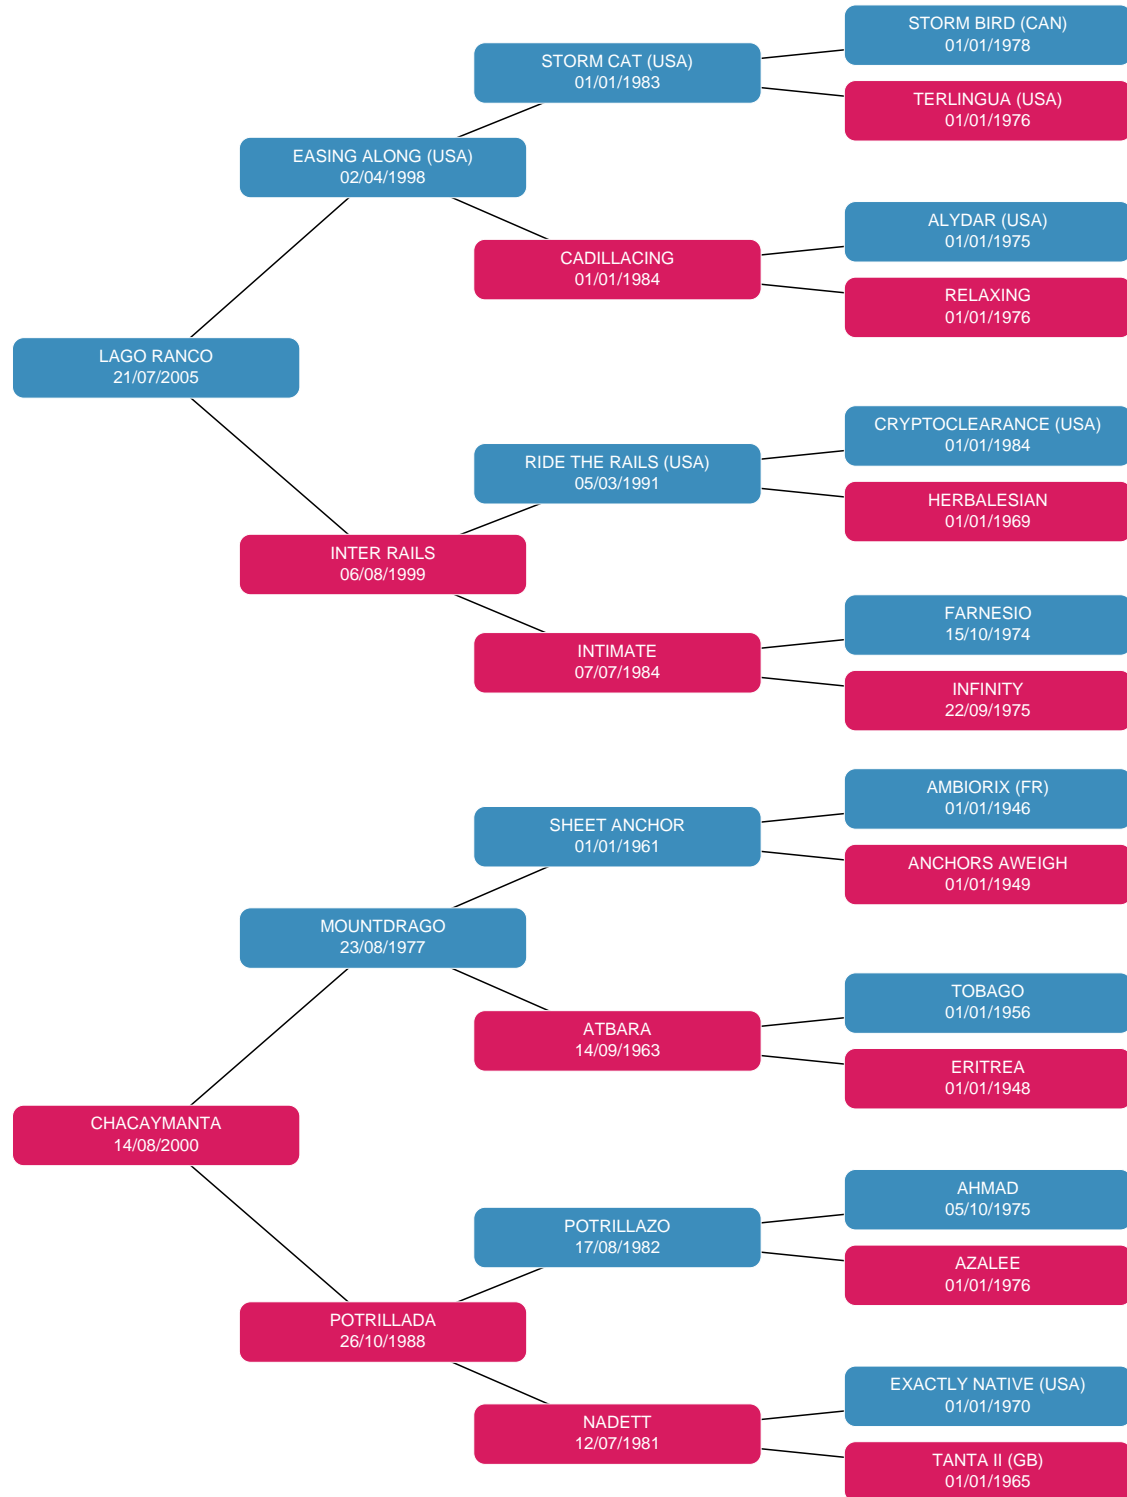 STORM BIRD (CAN)
01/01/1978
STORM CAT (USA)
01/01/1983
TERLINGUA (USA)
01/01/1976
EASING ALONG (USA)
02/04/1998
ALYDAR (USA)
01/01/1975
CADILLACING
01/01/1984
RELAXING
01/01/1976
LAGO RANCO
21/07/2005
CRYPTOCLEARANCE (USA)
01/01/1984
RIDE THE RAILS (USA)
05/03/1991
HERBALESIAN
01/01/1969
INTER RAILS
06/08/1999
FARNESIO
15/10/1974
INTIMATE
07/07/1984
INFINITY
22/09/1975
AMBIORIX (FR)
01/01/1946
SHEET ANCHOR
01/01/1961
ANCHORS AWEIGH
01/01/1949
MOUNTDRAGO
23/08/1977
TOBAGO
01/01/1956
ATBARA
14/09/1963
ERITREA
01/01/1948
CHACAYMANTA
14/08/2000
AHMAD
05/10/1975
POTRILLAZO
17/08/1982
AZALEE
01/01/1976
POTRILLADA
26/10/1988
EXACTLY NATIVE (USA)
01/01/1970
NADETT
12/07/1981
TANTA II (GB)
01/01/1965